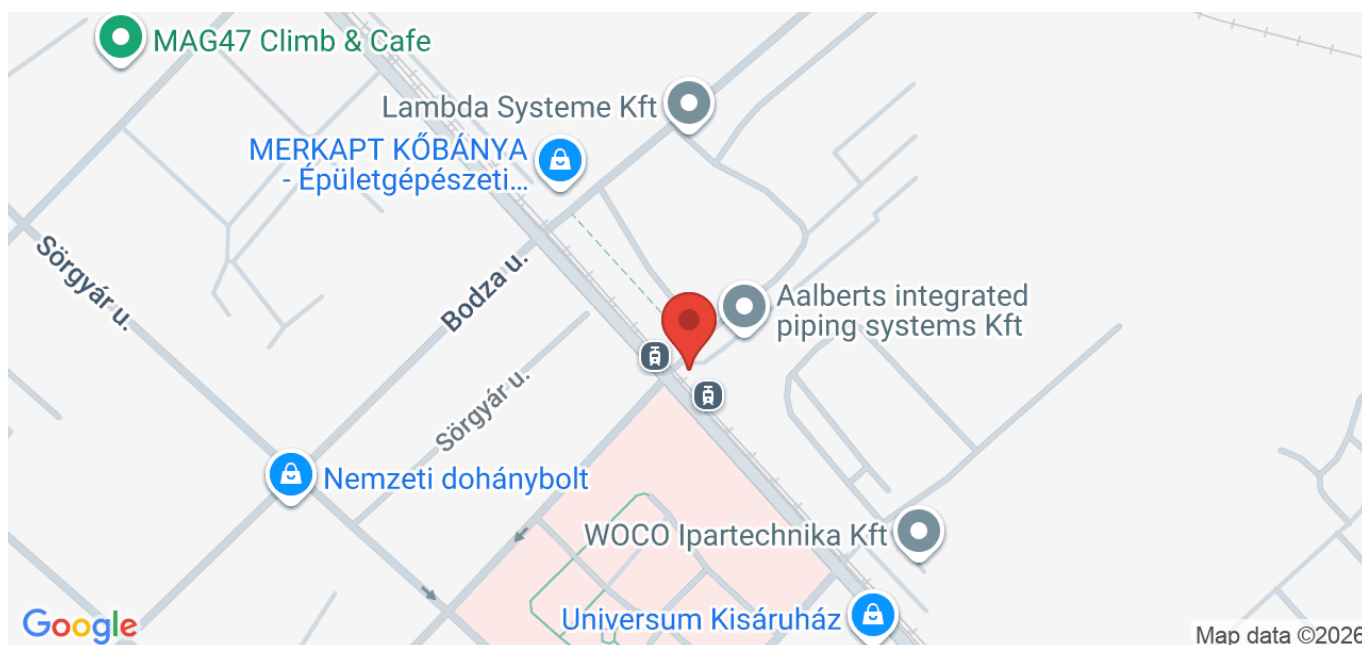 MAG47 Climb & Cafe
Lambda Systeme Kft
MERKAPT KŐBÁNYA
- Épületgépészeti...
Sörgyár u.
Bodza u.
Aalberts integrated
piping systems Kft
Sörgyár u.
Nemzeti dohánybolt
WOCO Ipartechnika Kft
Universum Kisáruház
Google
Map data ©2026